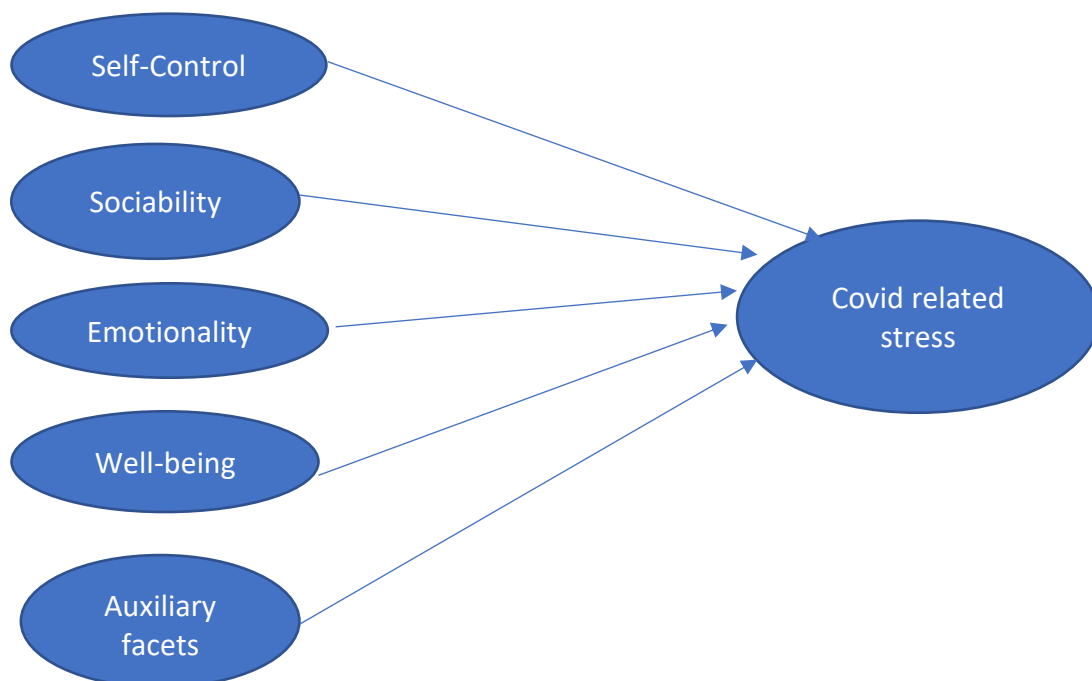 Self-Control
Sociability
Emotionality
Well-being
Auxiliary
facets
Covid related
stress